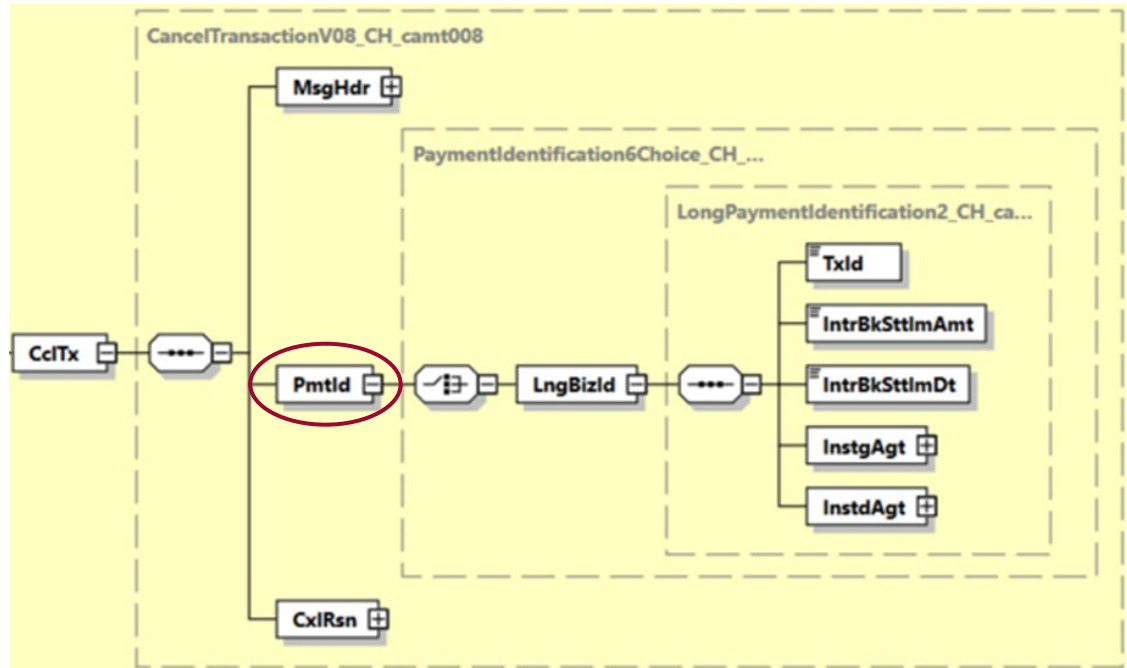 CancelTransactionV08_CH_camt008
MsgHdr
PaymentIdentification6Choice_CH_...
LongPaymentIdentification2_CH_ca...
TxId
IntrBkSttlmAmt
CclTx
PmtId
LngBizId
IntrBkSttlmDt
InstgAgt
InstdAgt
CxlRsn